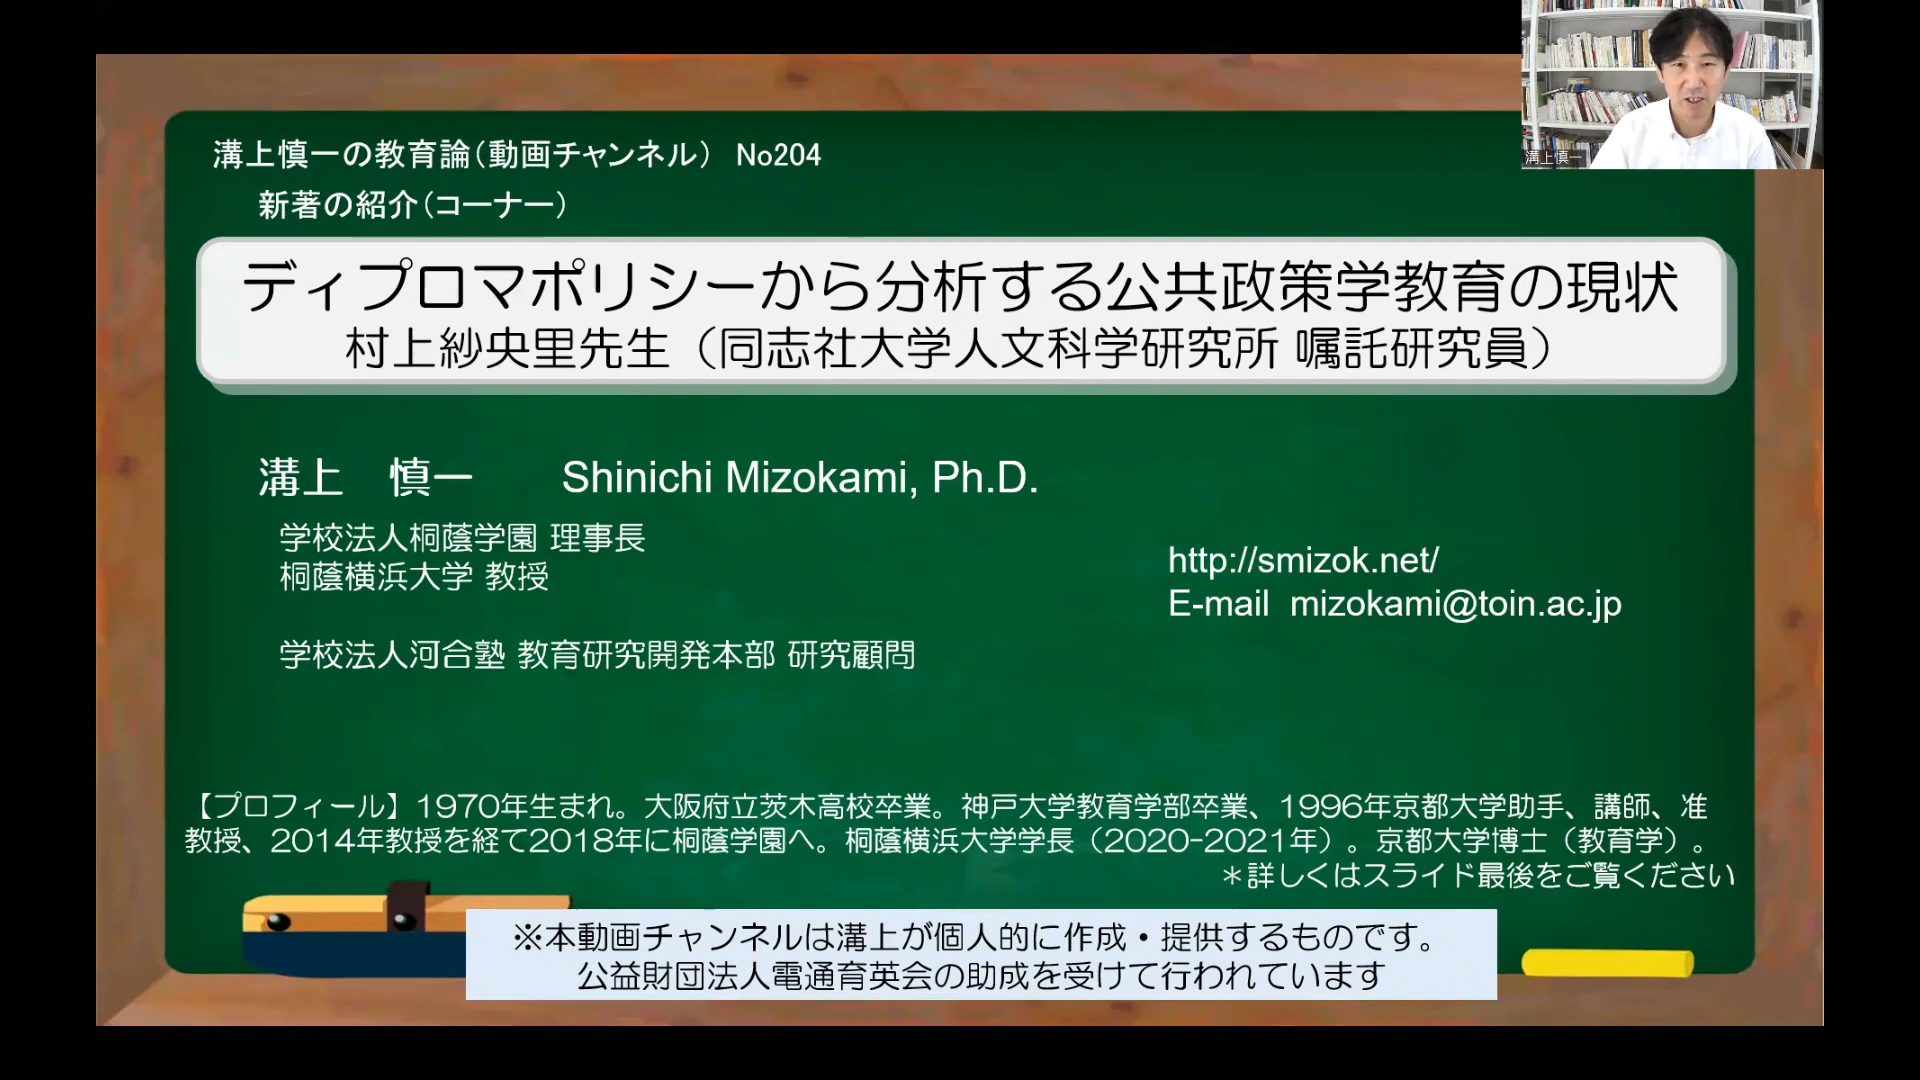 溝上慎一の教育論（動画チャンネル） No204
新著の紹介（コーナー）
ディプロマポリシーから分析する公共政策学教育の現状
村上紗央里先生（同志社大学人文科学研究所 嘱託研究員）
溝上 慎一 Shinichi Mizokami, Ph.D.
学校法人桐蔭学園 理事長
桐蔭横浜大学 教授
学校法人河合塾 教育研究開発本部 研究顧問
http://smizok.net/
E-mail mizokami@toin.ac.jp
【プロフィール】1970年生まれ。大阪府立茨木高校卒業。神戸大学教育学部卒業、1996年京都大学助手、講師、准
教授、2014年教授を経て2018年に桐蔭学園へ。桐蔭横浜大学学長（2020-2021年）。京都大学博士（教育学）。
＊詳しくはスライド最後をご覧ください
※本動画チャンネルは溝上が個人的に作成・提供するものです。
公益財団法人電通育英会の助成を受けて行われています
溝上慎一